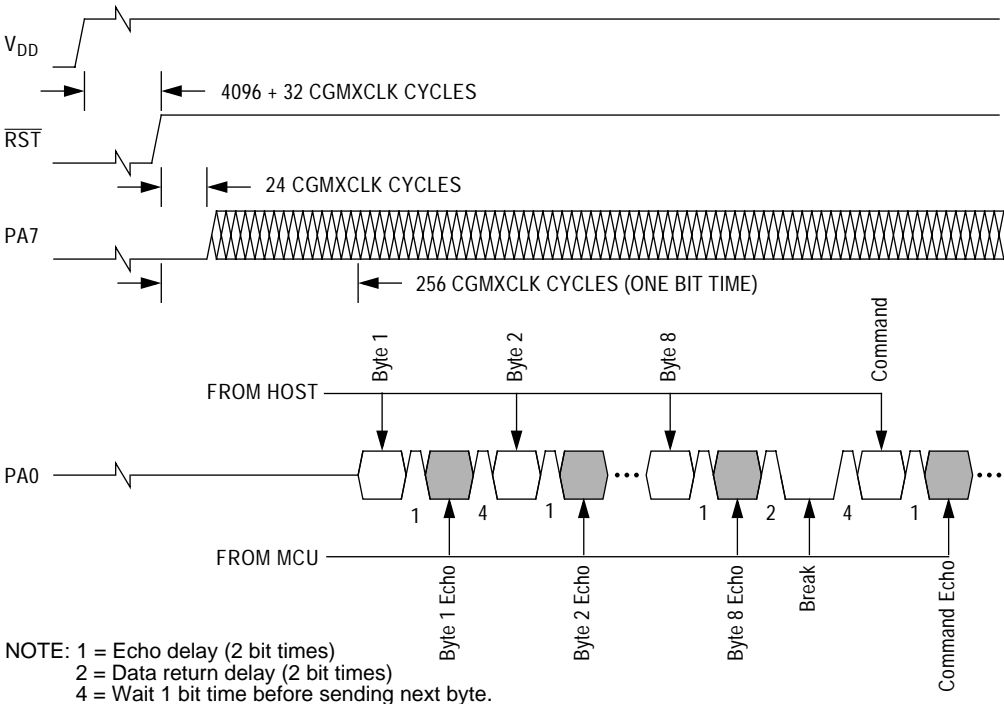 VDD
4096 + 32 CGMXCLK CYCLES
RST
24 CGMXCLK CYCLES
PA7
256 CGMXCLK CYCLES (ONE BIT TIME)
Byte 1
Byte 2
Byte 8
Command
FROM HOST
PA0
1
4
1
1
2
4
1
FROM MCU
Byte 1 Echo
Byte 2 Echo
Byte 8 Echo
Break
Command Echo
NOTE: 1 = Echo delay (2 bit times)
2 = Data return delay (2 bit times)
4 = Wait 1 bit time before sending next byte.